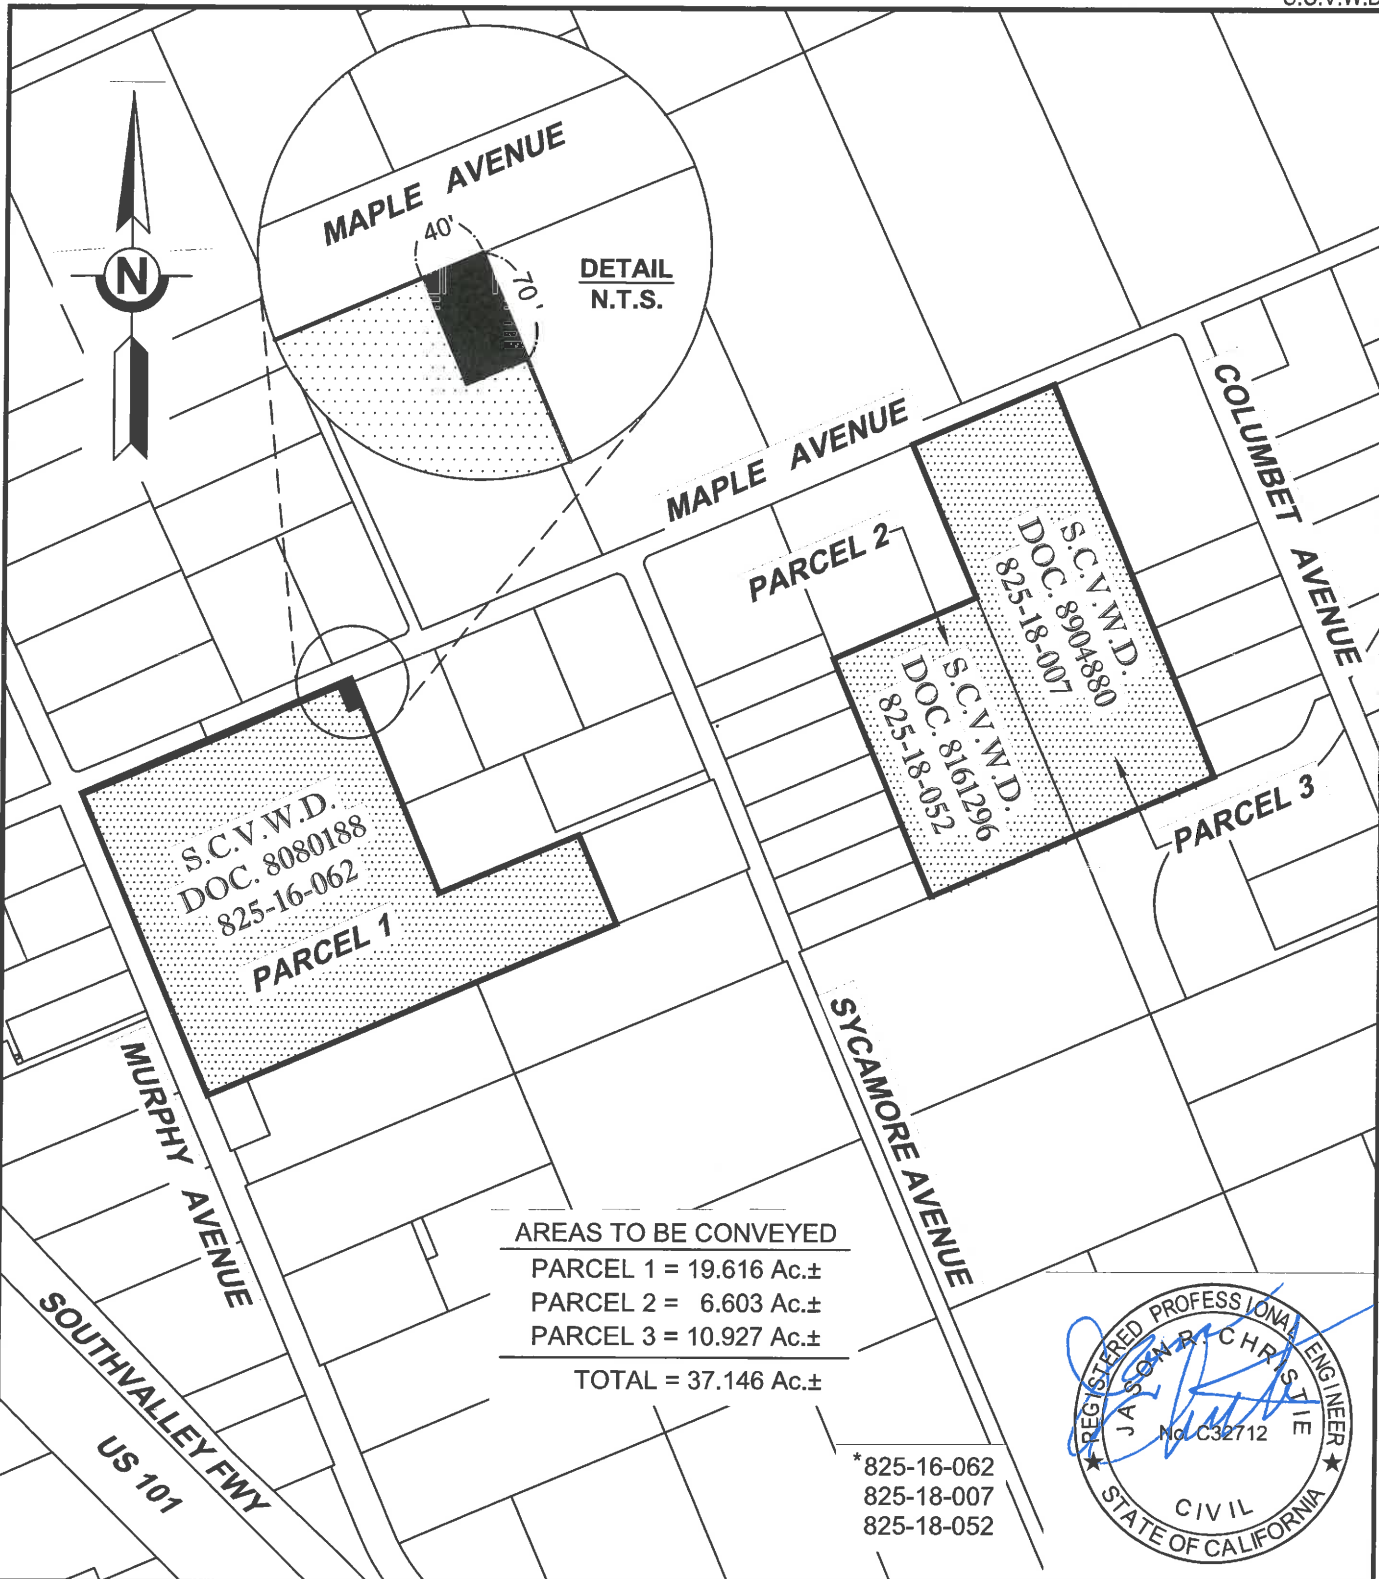 MAPLE AVENUE
40'
70'
DETAIL
N.T.S.
N
MAPLE AVENUE
COLUMBET AVENUE
PARCEL 2
S.C.V.W.D.
DOC. 8904880
825-18-007
S.C.V.W.D.
DOC. 8161296
825-18-052
PARCEL 3
S.C.V.W.D.
DOC. 8080188
825-16-062
PARCEL 1
MURPHY AVENUE
SYCAMORE AVENUE
SOUTHVALLEY FWY
US 101
AREAS TO BE CONVEYED
PARCEL 1 = 19.616 Ac.±
PARCEL 2 = 6.603 Ac.±
PARCEL 3 = 10.927 Ac.±
TOTAL = 37.146 Ac.±
*825-16-062
825-18-007
825-18-052
REGISTERED PROFESSIONAL ENGINEER
JASON R. CHRISTIE
No. C32712
CIVIL
STATE OF CALIFORNIA